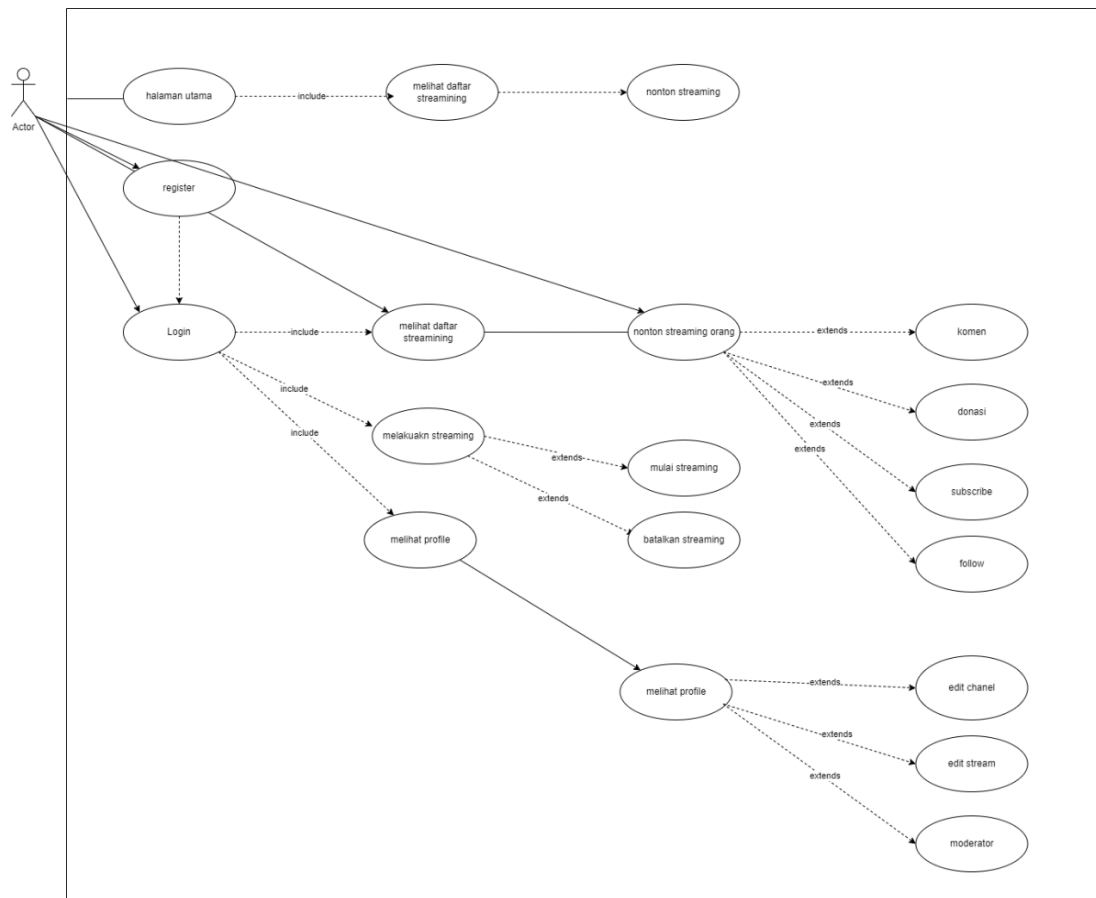 halaman utama
include
melihat daftar
streamining
nonton streaming
Actor
register
Login
include
melihat daftar
streamining
nonton streaming orang
extends
komen
include
extends
donasi
include
melakuakn streaming
extends
extends
mulai streaming
extends
subscribe
extends
melihat profile
batalkan streaming
follow
melihat profile
extends
edit chanel
extends
edit stream
extends
moderator